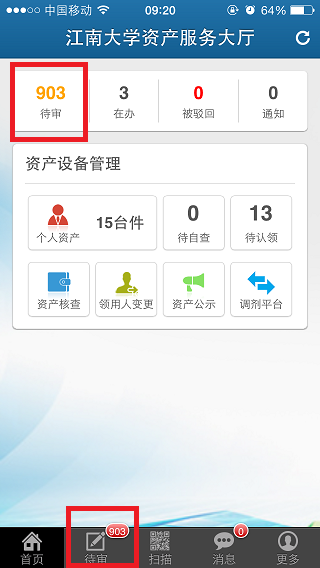 中国移动 09:20 64%
江南大学资产服务大厅
903 3 0 0
待审 在办 被驳回 通知
资产设备管理
15台件 0 13
个人资产 待自查 待认领
资产核查 领用人变更 资产公示 调剂平台
903 0
首页 待审 扫描 消息 更多